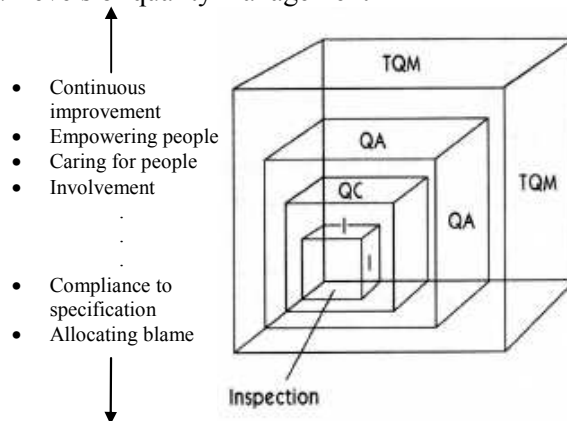 • Continuous
improvement
• Empowering people
• Caring for people
• Involvement
.
.
.
• Compliance to
specification
• Allocating blame
TQM
QA
TQM
QC
QA
I
I
Inspection